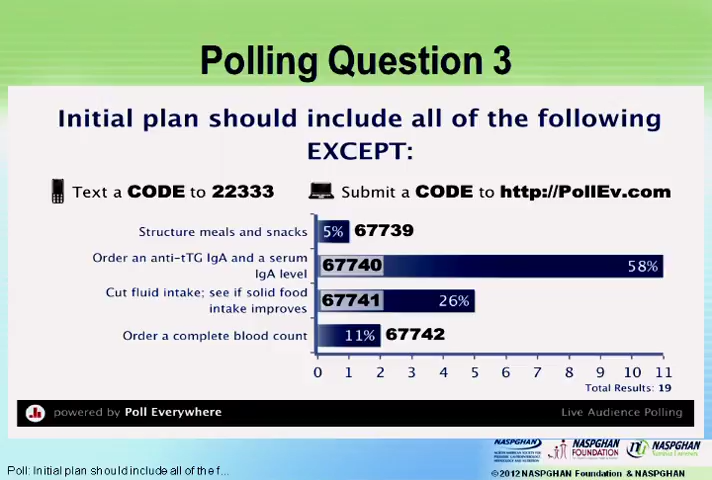 Polling Question 3
Initial plan should include all of the following
EXCEPT:
Text a CODE to 22333
Submit a CODE to http://PollEv.com
Structure meals and snacks
5% 67739
Order an anti-tTG IgA and a serum
IgA level
67740 58%
Cut fluid intake; see if solid food
intake improves
67741 26%
Order a complete blood count
11% 67742
0 1 2 3 4 5 6 7 8 9 10 11
Total Results: 19
powered by Poll Everywhere
Live Audience Polling
NASPGHAN
NASPGHAN
FOUNDATION
NASPGHAN
Poll: Initial plan should include all of the f...
©2012 NASPGHAN Foundation & NASPGHAN